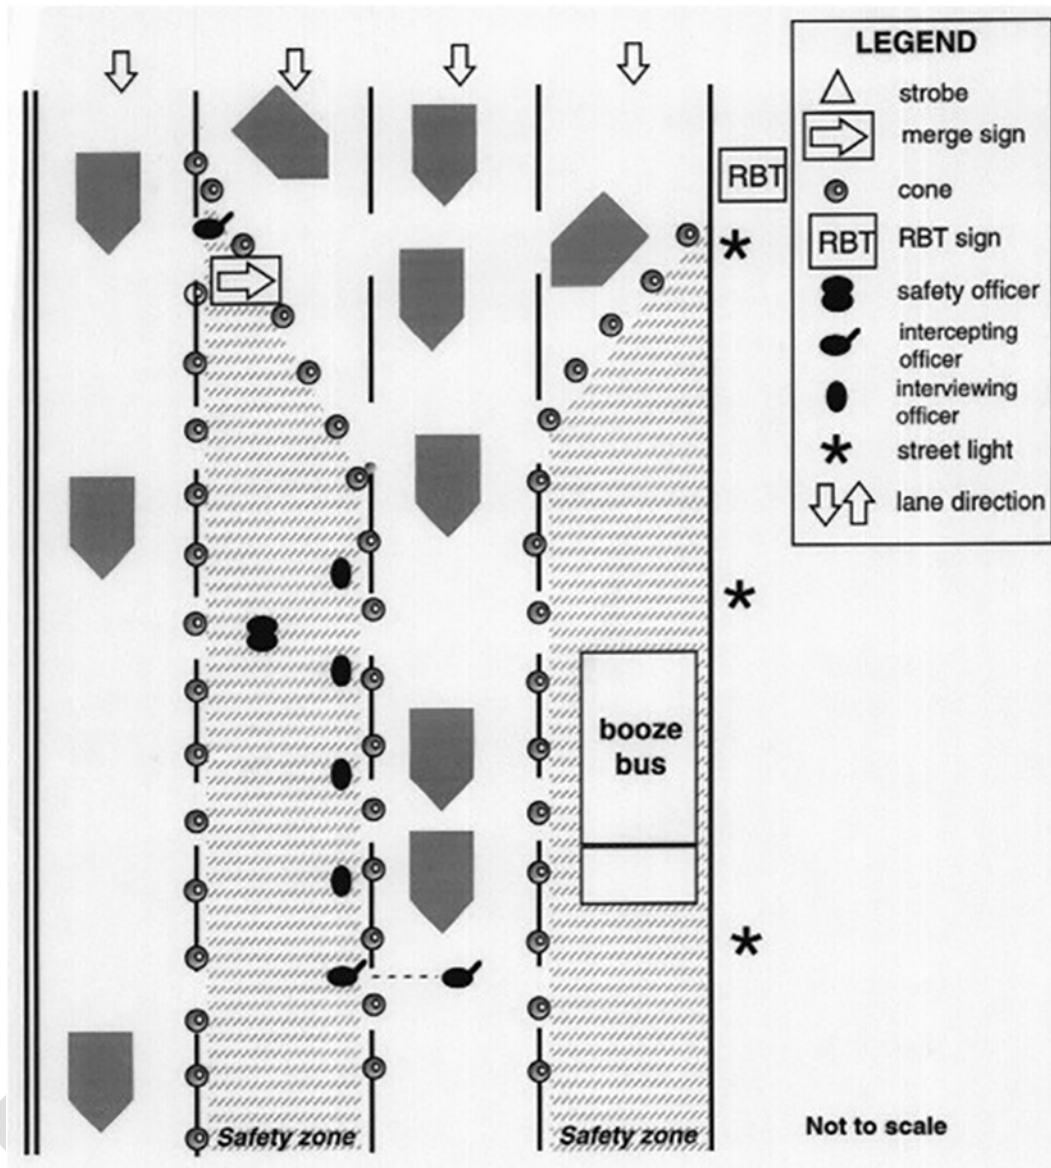 LEGEND
strobe
merge sign
cone
RBT
RBT sign
safety officer
intercepting
officer
interviewing
officer
street light
lane direction
RBT
booze
bus
Safety zone
Safety zone
Not to scale